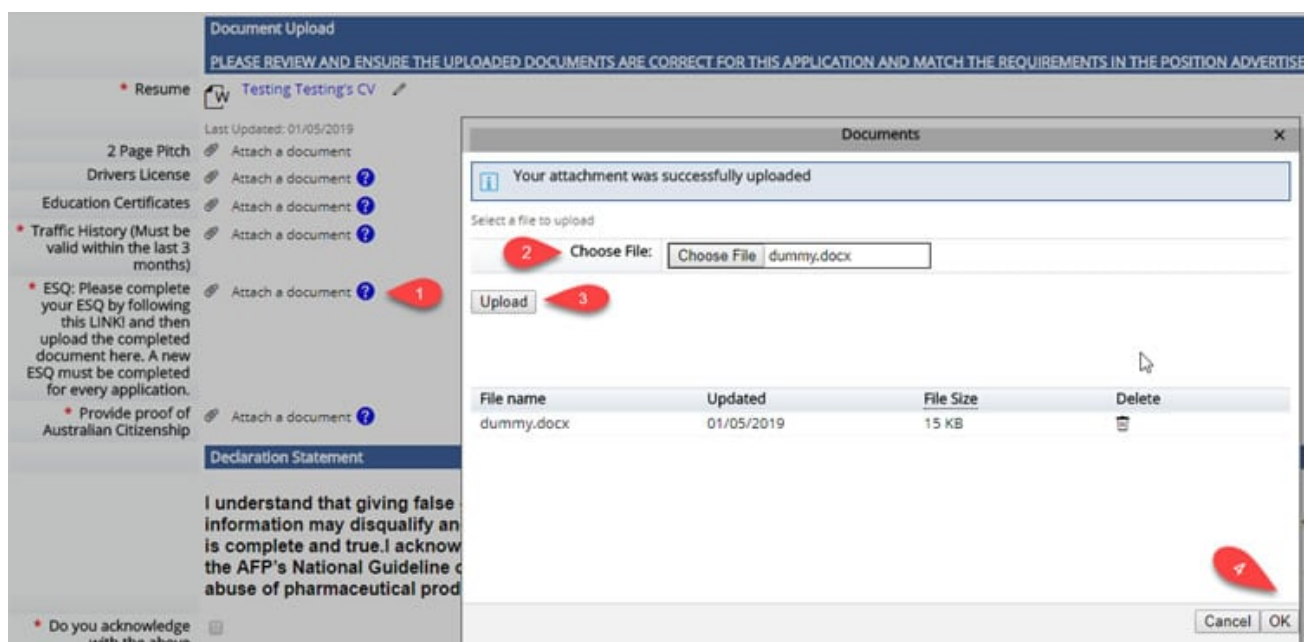 Document Upload
PLEASE REVIEW AND ENSURE THE UPLOADED DOCUMENTS ARE CORRECT FOR THIS APPLICATION AND MATCH THE REQUIREMENTS IN THE POSITION ADVERTISE
* Resume
Testing Testing's CV
Last Updated: 01/05/2019
2 Page Pitch
Attach a document
Drivers License
Attach a document ?
Education Certificates
Attach a document ?
* Traffic History (Must be
valid within the last 3
months)
Attach a document ?
* ESQ: Please complete
your ESQ by following
this LINK! and then
upload the completed
document here. A new
ESQ must be completed
for every application.
Attach a document ?
1
* Provide proof of
Australian Citizenship
Attach a document ?
Declaration Statement
I understand that giving false
information may disqualify an
is complete and true.I acknow
the AFP's National Guideline
abuse of pharmaceutical prod
* Do you acknowledge
with the above
Documents
x
i
Your attachment was successfully uploaded
Select a file to upload
2
Choose File:
Choose File dummy.docx
Upload
3
File name Updated File Size Delete
dummy.docx 01/05/2019 15 KB
4
Cancel OK